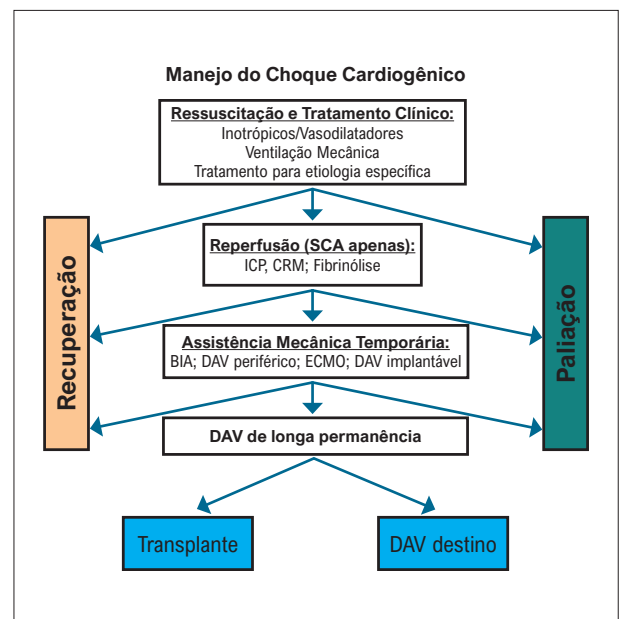 Manejo do Choque Cardiogênico
Ressuscitação e Tratamento Clínico:
Inotrópicos/Vasodilatadores
Ventilação Mecânica
Tratamento para etiologia específica
Recuperação
Reperfusão (SCA apenas):
ICP, CRM; Fibrinólise
Paliação
Assistência Mecânica Temporária:
BIA; DAV periférico; ECMO; DAV implantável
DAV de longa permanência
Transplante
DAV destino